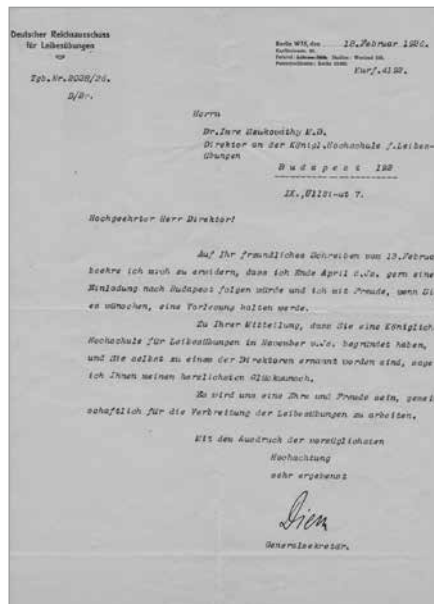 Deutscher Reichsausschuss
für Leibesübungen
Berlin W35, den 18.Februar 1926.
Kurf.4193.
Tgb.Nr.2028/26.
D/Br.
Herrn
Dr.Imre M.D.
Direktor an der Königl.Hochschule f.Leibes-
übungen
Budapest
IX.,Üllöi-ut 7.
Hochgeehrter Herr Direktor!
Auf Ihr freundliches Schreiben vom 13.Februa
beehre ich mich zu erwidern, dass ich Ende April d.Js. gern eine
Einladung nach Budapest folgen würde und ich mit Freude, wenn Si
es wünschen, eine Vorlesung halten werde.
Zu Ihrer Mitteilung, dass Sie eine Königlich
Hochschule für Leibesübungen im November v.Js. begründet haben,
und Sie selbst zu einem der Direktoren ernannt worden sind, sage
ich Ihnen meinen herzlichsten Glückwunsch.
Es wird uns eine Ehre und Freude sein, gemein
schaftlich für die Verbreitung der Leibesübungen zu arbeiten.
Mit dem Ausdruck der vorzüglichsten
Hochachtung
sehr ergebenst
Diem
Generalsekretär.